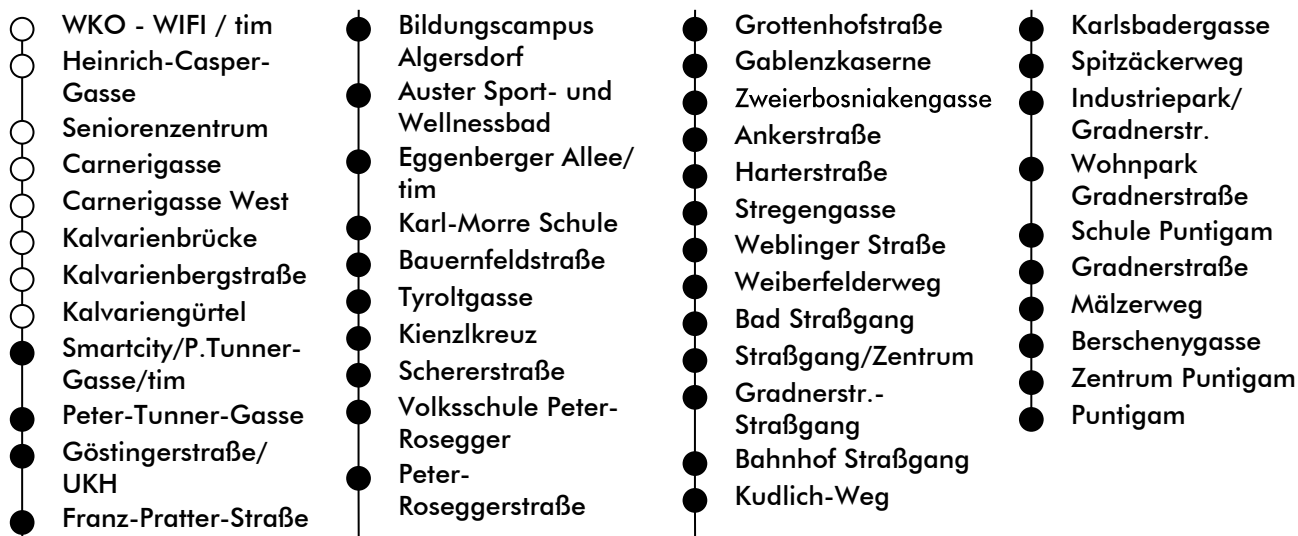 WKO - WIFI / tim
Heinrich-Casper-
Gasse
Seniorenzentrum
Carnerigasse
Carnerigasse West
Kalvarienbrücke
Kalvarienbergstraße
Kalvariengürtel
Smartcity/P.Tunner-
Gasse/tim
Peter-Tunner-Gasse
Göstingerstraße/
UKH
Franz-Pratter-Straße
Bildungscampus
Algersdorf
Auster Sport- und
Wellnessbad
Eggenberger Allee/
tim
Karl-Morre Schule
Bauernfeldstraße
Tyroltgasse
Kienzlkreuz
Schererstraße
Volksschule Peter-
Rosegger
Peter-
Roseggerstraße
Grottenhofstraße
Gablenzkaserne
Zweierbosniakengasse
Ankerstraße
Harterstraße
Stregengasse
Weblinger Straße
Weiberfelderweg
Bad Straßgang
Straßgang/Zentrum
Gradnerstr.-
Straßgang
Bahnhof Straßgang
Kudlich-Weg
Karlsbadergasse
Spitzäckerweg
Industriepark/
Gradnerstr.
Wohnpark
Gradnerstraße
Schule Puntigam
Gradnerstraße
Mälzerweg
Berschenygasse
Zentrum Puntigam
Puntigam